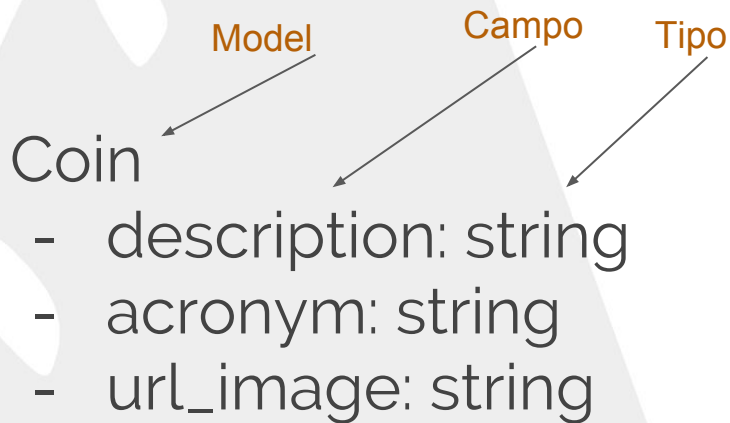 Model Campo Tipo
Coin
- description: string
- acronym: string
- url_image: string